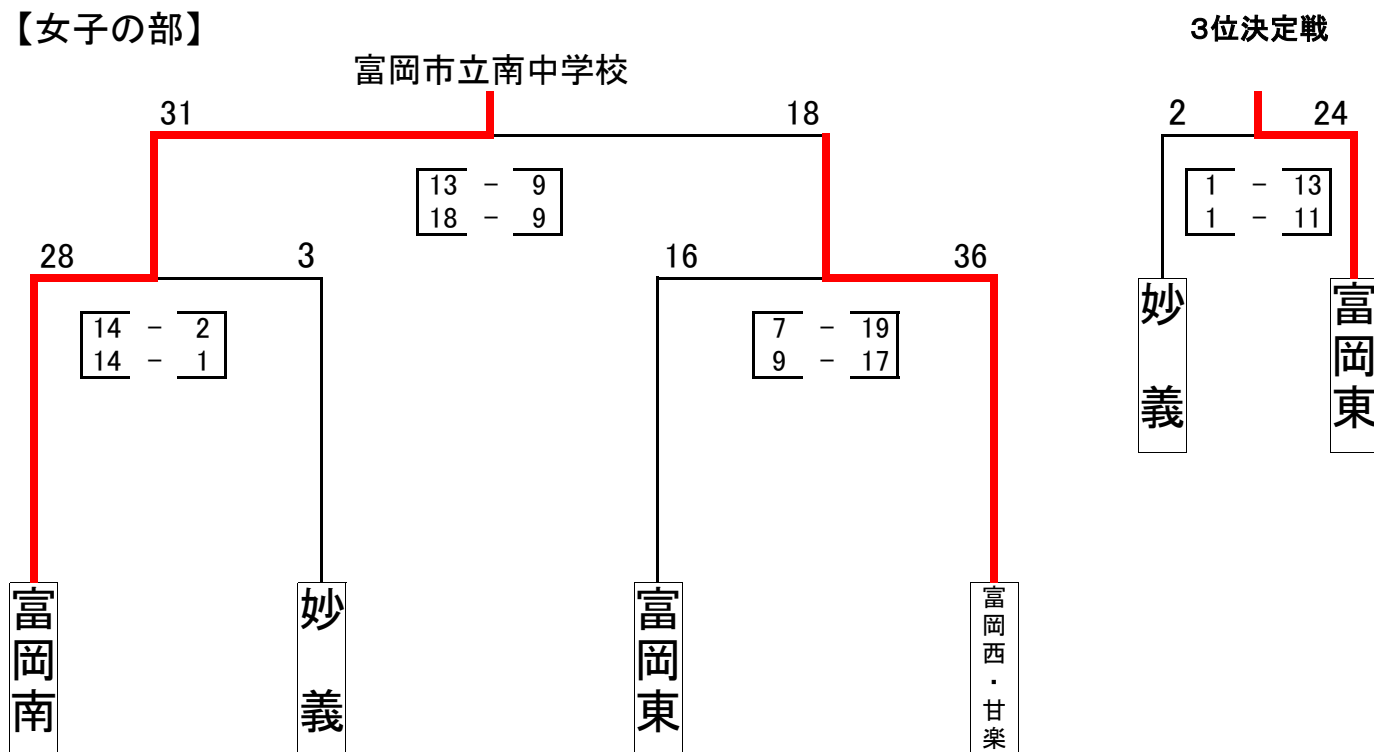 【女子の部】
3位決定戦
富岡市立南中学校
31
18
2
24
13 - 9
18 - 9
1 - 13
1 - 11
28
3
16
36
14 - 2
14 - 1
7 - 19
9 - 17
妙義
富岡東
富岡南
妙義
富岡東
富岡西・甘楽